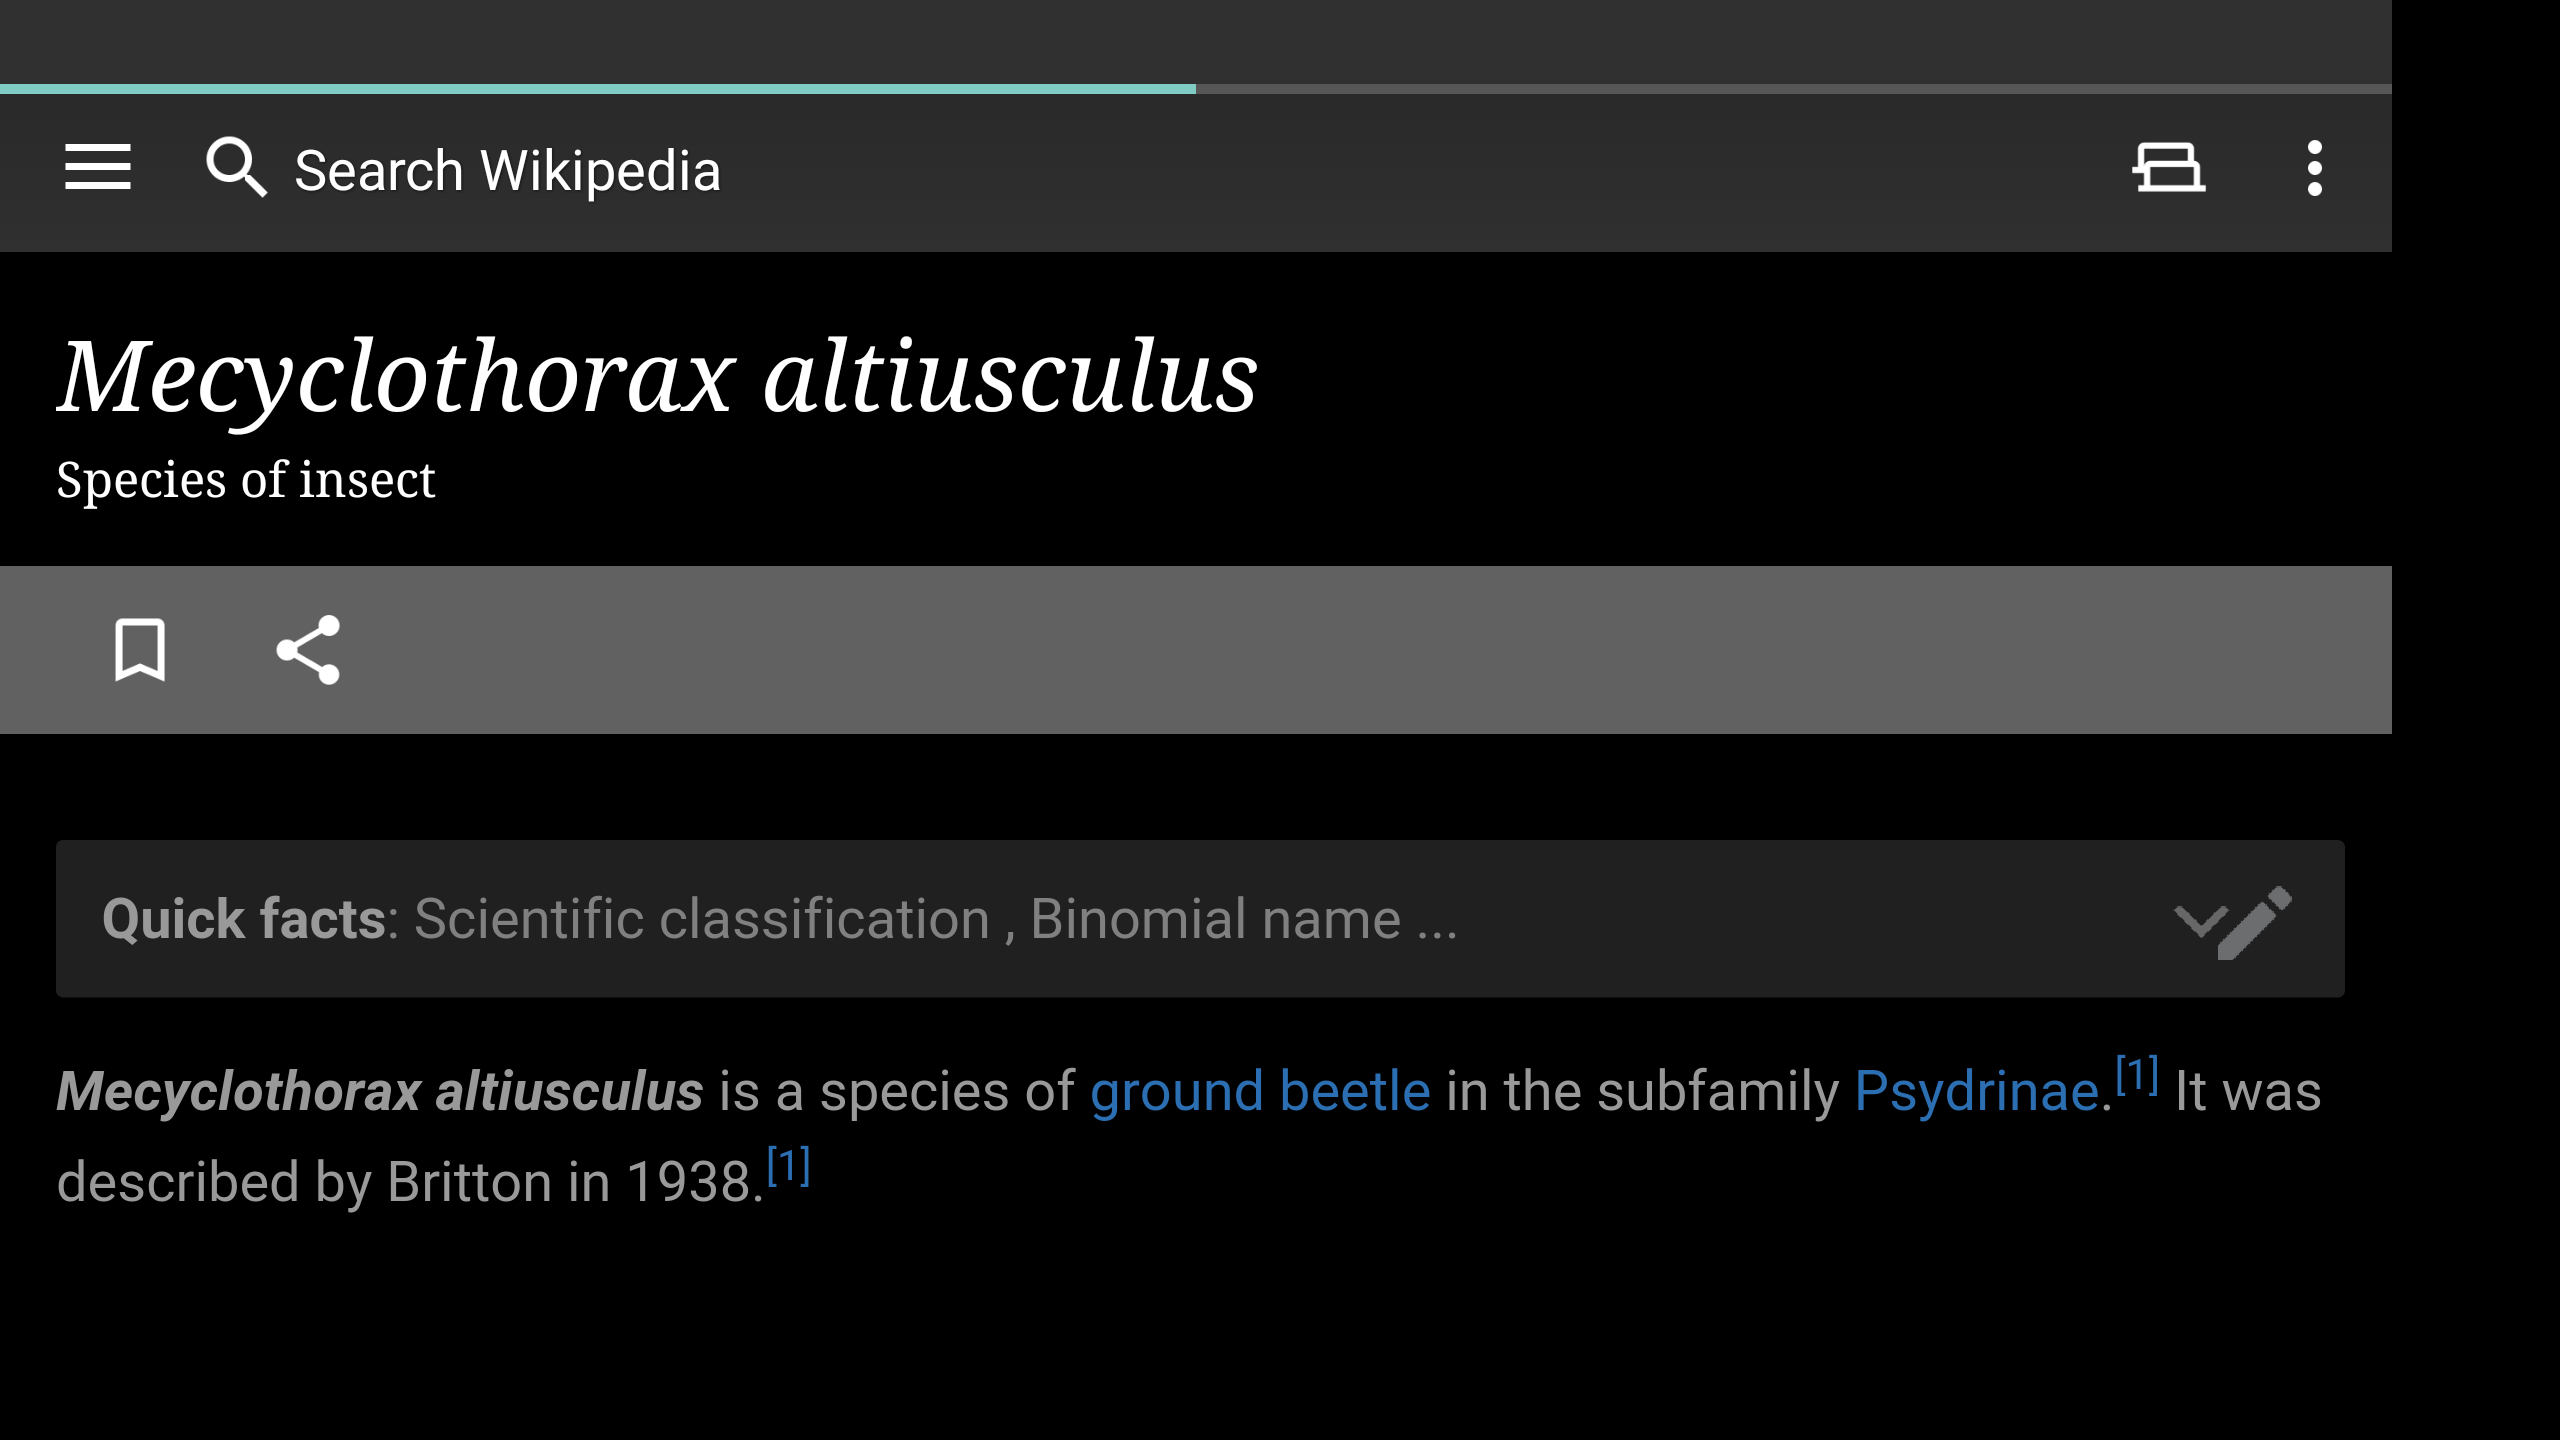 Search Wikipedia
Mecyclothorax altiusculus
Species of insect
Quick facts: Scientific classification , Binomial name ...
Mecyclothorax altiusculus is a species of ground beetle in the subfamily Psydrinae.[1] It was
described by Britton in 1938.[1]